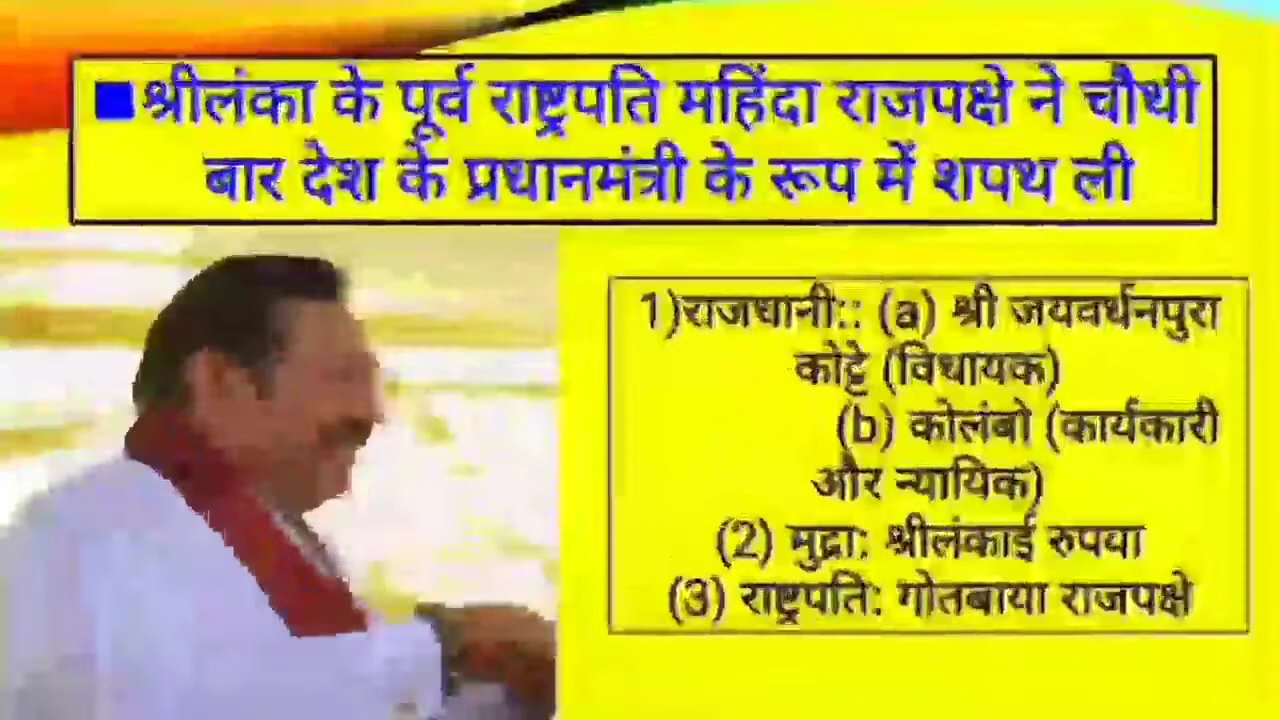 ■श्रीलंका के पूर्व राष्ट्रपति महिंदा राजपक्षे ने चौथी
बार देश के प्रधानमंत्री के रूप में शपथ ली
1)राजधानी:: (a) श्री जयवर्धनपुरा
कोट्टे (विधायक)
(b) कोलंबो (कार्यकारी
और न्यायिक)
(2) मुद्रा: श्रीलंकाई रुपया
(3) राष्ट्रपति: गोतबाया राजपक्षे